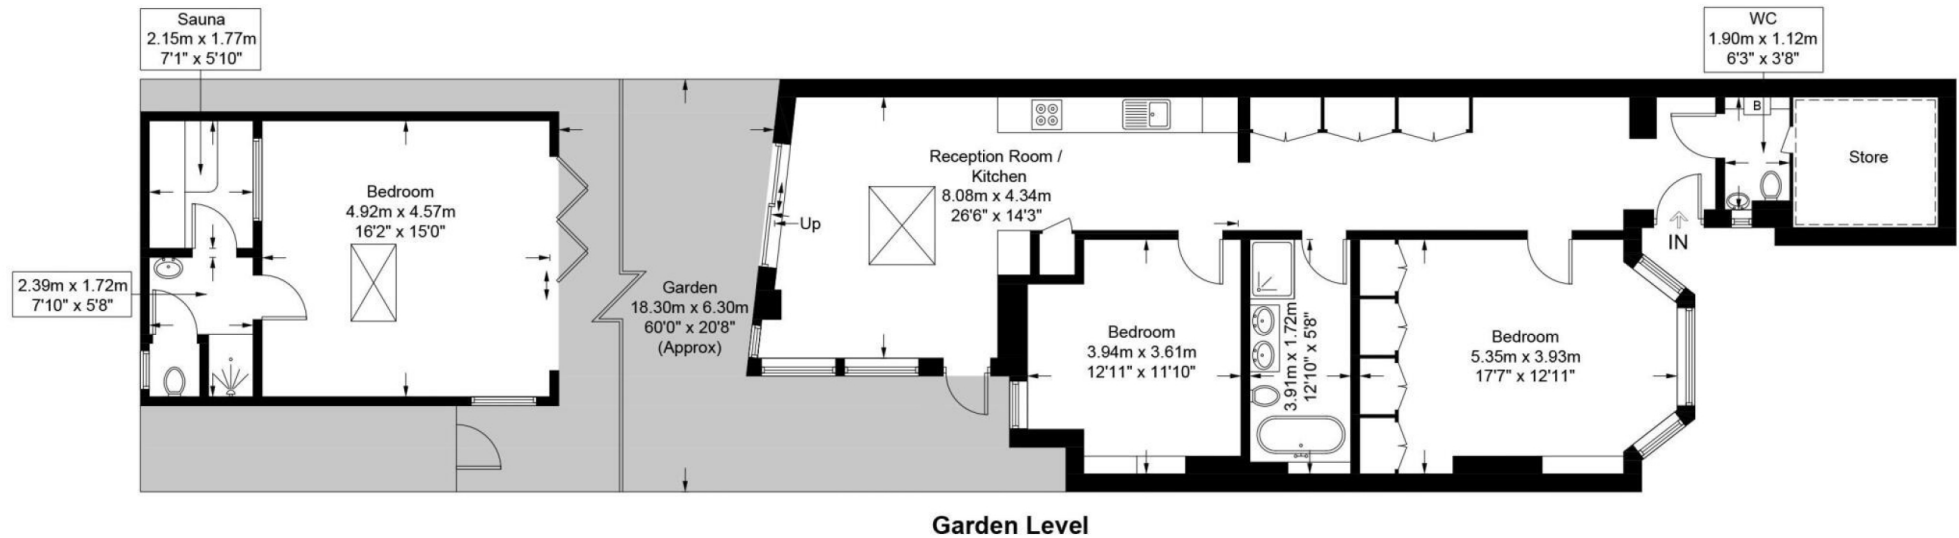 Sauna
2.15m x 1.77m
7'1" x 5'10"
WC
1.90m x 1.12m
6'3" x 3'8"
B
Store
Reception Room /
Kitchen
8.08m x 4.34m
26'6" x 14'3"
Bedroom
4.92m x 4.57m
16'2" x 15'0"
Up
IN
2.39m x 1.72m
7'10" x 5'8"
Garden
18.30m x 6.30m
60'0" x 20'8"
(Approx)
Bedroom
3.94m x 3.61m
12'11" x 11'10"
3.91m x 1.72m
12'10" x 5'8"
Bedroom
5.35m x 3.93m
17'7" x 12'11"
Garden Level